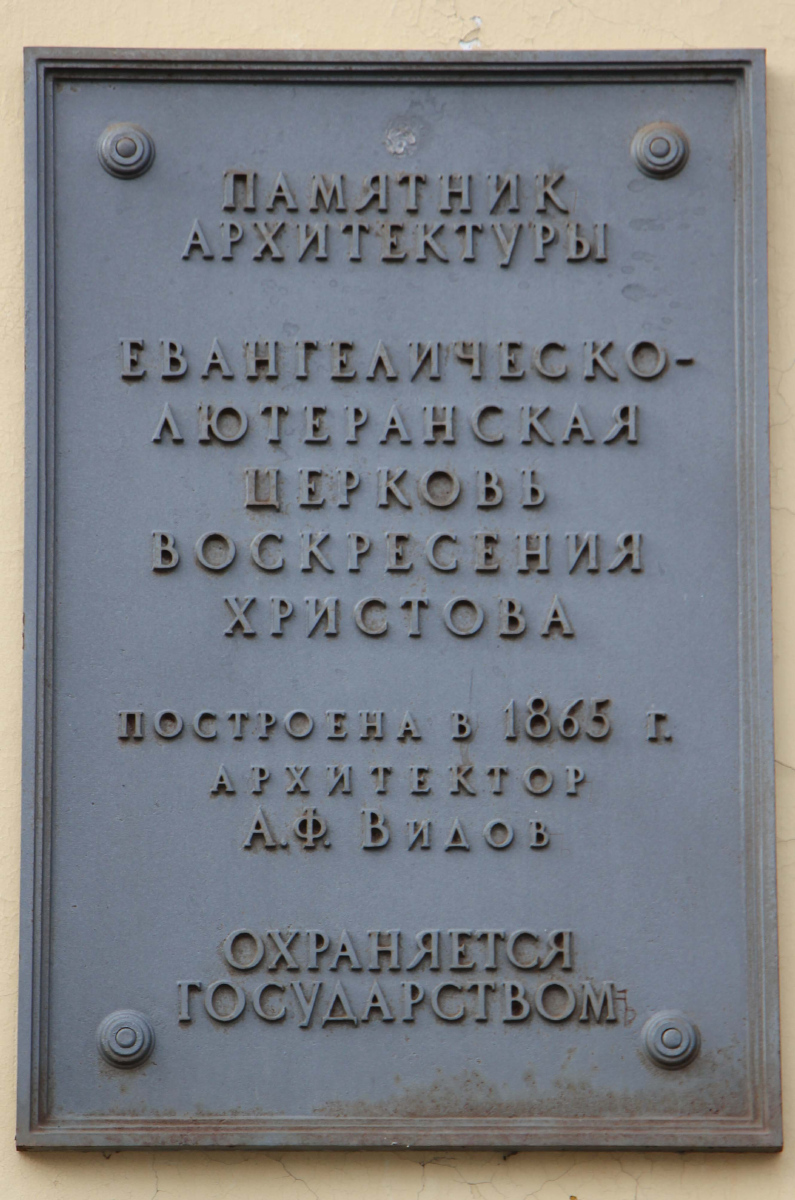 ПАМЯТНИК
АРХИТЕКТУРЫ
ЕВАНГЕЛИЧЕСКО-
ЛЮТЕРАНСКАЯ
ЦЕРКОВЬ
ВОСКРЕСЕНИЯ
ХРИСТОВА
ПОСТРОЕНА В 1865 Г.
АРХИТЕКТОР
А.Ф. ВИДОВ
ОХРАНЯЕТСЯ
ГОСУДАРСТВОМ